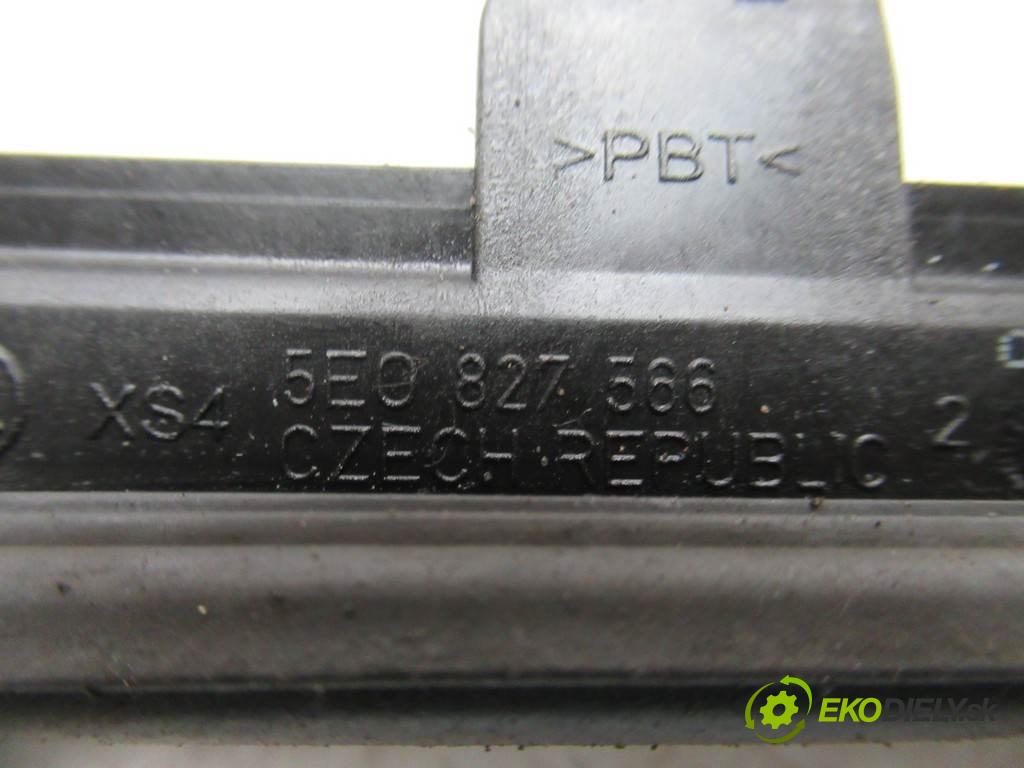 >PBT<
XS4 5E0 827 566
CZECH REPUBLIC 2
EKODIELY.sk